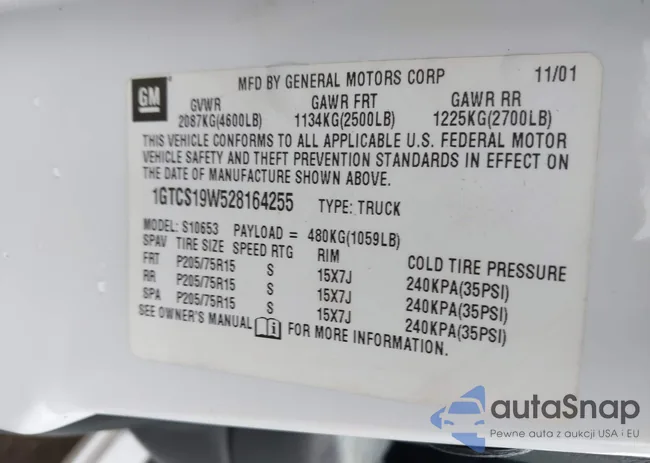 MFD BY GENERAL MOTORS CORP 11/01
GM
GVWR GAWR FRT GAWR RR
2087KG(4600LB) 1134KG(2500LB) 1225KG(2700LB)
THIS VEHICLE CONFORMS TO ALL APPLICABLE U.S. FEDERAL MOTOR
VEHICLE SAFETY AND THEFT PREVENTION STANDARDS IN EFFECT ON
THE DATE OF MANUFACTURE SHOWN ABOVE.
1GTCS19W528164255 TYPE: TRUCK
MODEL: S10653 PAYLOAD = 480KG(1059LB)
SPAV TIRE SIZE SPEED RTG RIM COLD TIRE PRESSURE
FRT P205/75R15 S 15X7J 240KPA(35PSI)
RR P205/75R15 S 15X7J 240KPA(35PSI)
SPA P205/75R15 S 15X7J 240KPA(35PSI)
SEE OWNER'S MANUAL FOR MORE INFORMATION.
autaSnap
Pewne auta z aukcji USA i EU